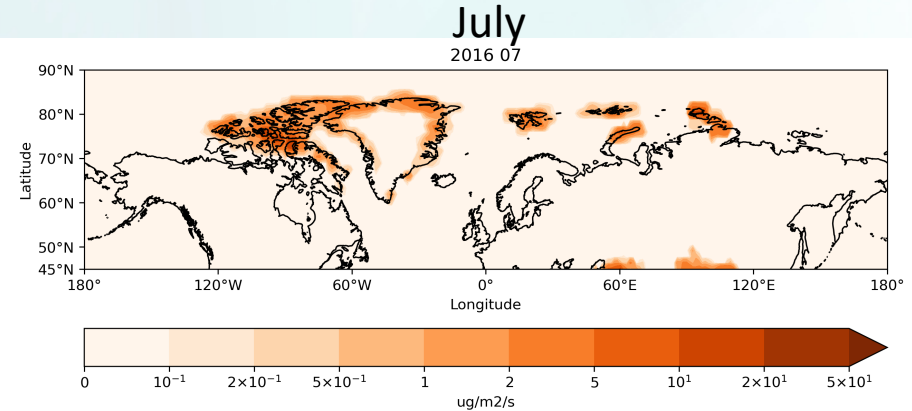 July
2016 07
90°N
80°N
70°N
60°N
50°N
45°N
Latitude
180° 120°W 60°W 0° 60°E 120°E 180°
Longitude
0 10⁻¹ 2×10⁻¹ 5×10⁻¹ 1 2 5 10¹ 2×10¹ 5×10¹
ug/m2/s